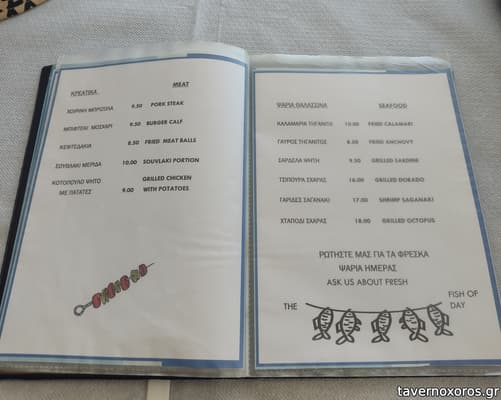 ΚΡΕΑΤΙΚΑ MEAT
ΧΟΙΡΙΝΗ ΜΠΡΙΖΟΛΑ 9.50 PORK STEAK
ΜΠΙΦΤΕΚΙ ΜΟΣΧΑΡΙ 9.50 BURGER CALF
ΚΕΦΤΕΔΑΚΙΑ 8.50 FRIED MEAT BALLS
ΣΟΥΒΛΑΚΙ ΜΕΡΙΔΑ 10.00 SOUVLAKI PORTION
ΚΟΤΟΠΟΥΛΟ ΨΗΤΟ GRILLED CHICKEN
ΜΕ ΠΑΤΑΤΕΣ 9.00 WITH POTATOES
ΨΑΡΙΑ ΘΑΛΑΣΣΙΝΑ SEAFOOD
ΚΑΛΑΜΑΡΙΑ ΤΗΓΑΝΙΤΟ 10.00 FRIED CALAMARI
ΓΑΥΡΟΣ ΤΗΓΑΝΙΤΟΣ 8.50 FRIED ANCHOVY
ΣΑΡΔΕΛΑ ΨΗΤΗ 9.50 GRILLED SARDINE
ΤΣΙΠΟΥΡΑ ΣΧΑΡΑΣ 16.00 GRILLED DORADO
ΓΑΡΙΔΕΣ ΣΑΓΑΝΑΚΙ 17.00 SHRIMP SAGANAKI
ΧΤΑΠΟΔΙ ΣΧΑΡΑΣ 18.00 GRILLED OCTOPUS
ΡΩΤΗΣΤΕ ΜΑΣ ΓΙΑ ΤΑ ΦΡΕΣΚΑ
ΨΑΡΙΑ ΗΜΕΡΑΣ
ASK US ABOUT FRESH
THE FISH OF
DAY
tavernoxoros.gr